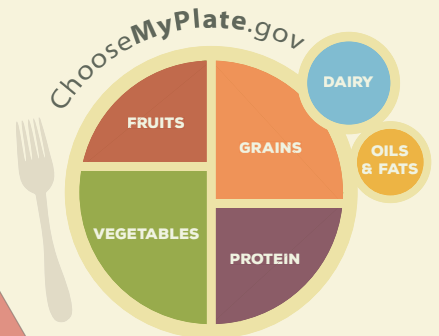 ChooseMyPlate.gov
DAIRY
FRUITS
GRAINS
OILS
& FATS
VEGETABLES
PROTEIN